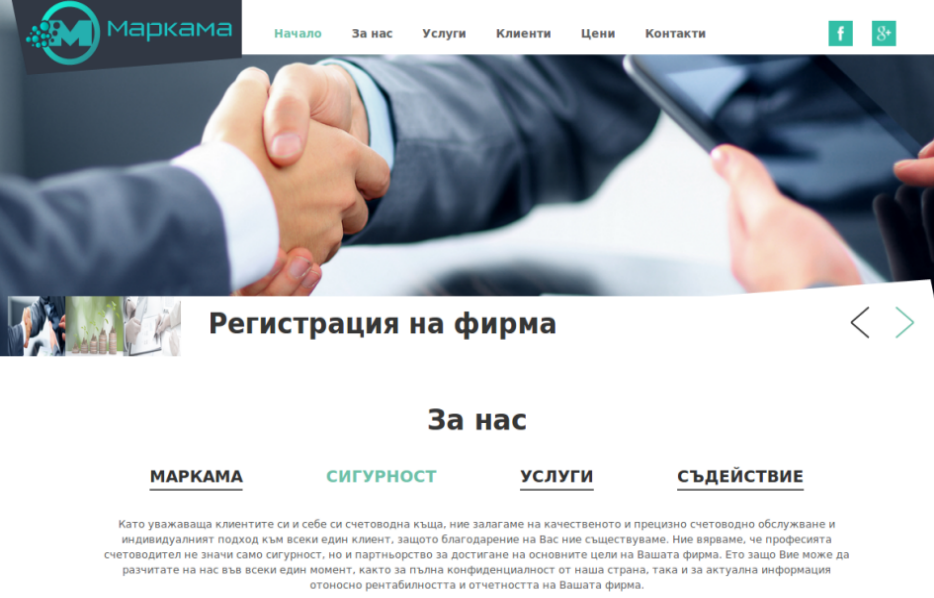 Маркама
Начало За нас Услуги Клиенти Цени Контакти
Регистрация на фирма
За нас
МАРКАМА СИГУРНОСТ УСЛУГИ СЪДЕЙСТВИЕ
Като уважаваща клиентите си и себе си счетоводна къща, ние залагаме на качественото и прецизно счетоводно обслужване и
индивидуалният подход към всеки един клиент, защото благодарение на Вас ние съществуваме. Ние вярваме, че професията
счетоводител не значи само сигурност, но и партньорство за достигане на основните цели на Вашата фирма. Ето защо Вие може да
разчитате на нас във всеки един момент, както за пълна конфиденциалност от наша страна, така и за актуална информация
отоносно рентабилността и отчетността на Вашата фирма.